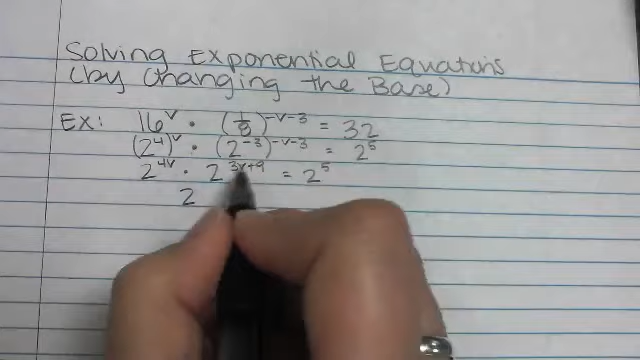 Solving Exponential Equations
(by Changing the Base)
Ex: 16^v · (1/8)^-v-3 = 32
(2^4)^v · (2^-3)^-v-3 = 2^5
2^4v · 2^3v+9 = 2^5
2